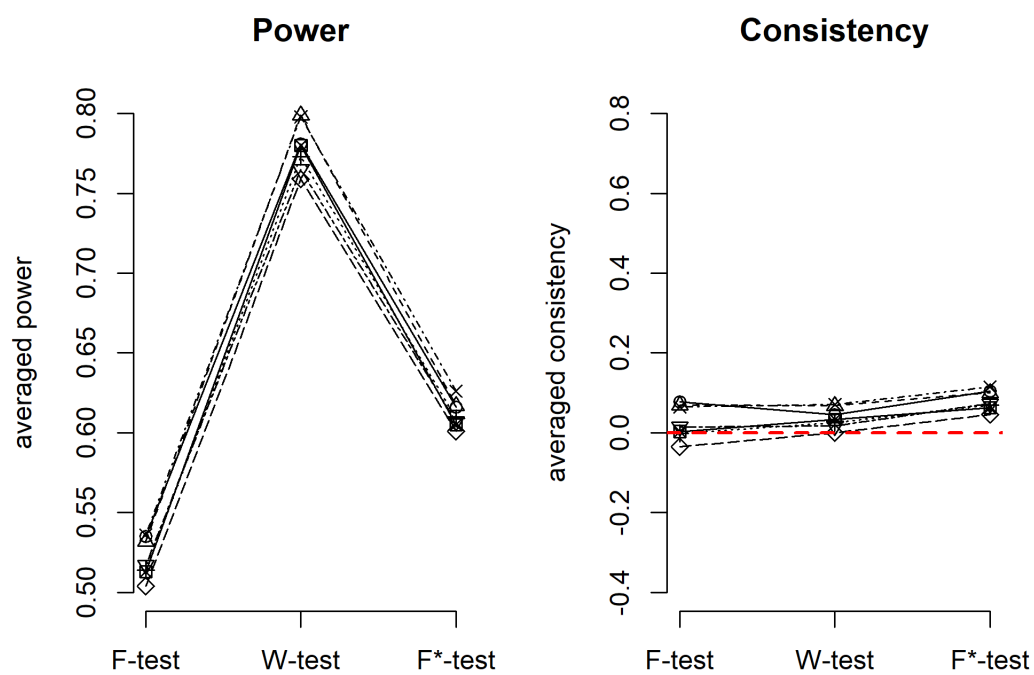 Power
averaged power
0.80
0.75
0.70
0.65
0.60
0.55
0.50
F-test W-test F*-test
Consistency
averaged consistency
0.8
0.6
0.4
0.2
0.0
-0.2
-0.4
F-test W-test F*-test